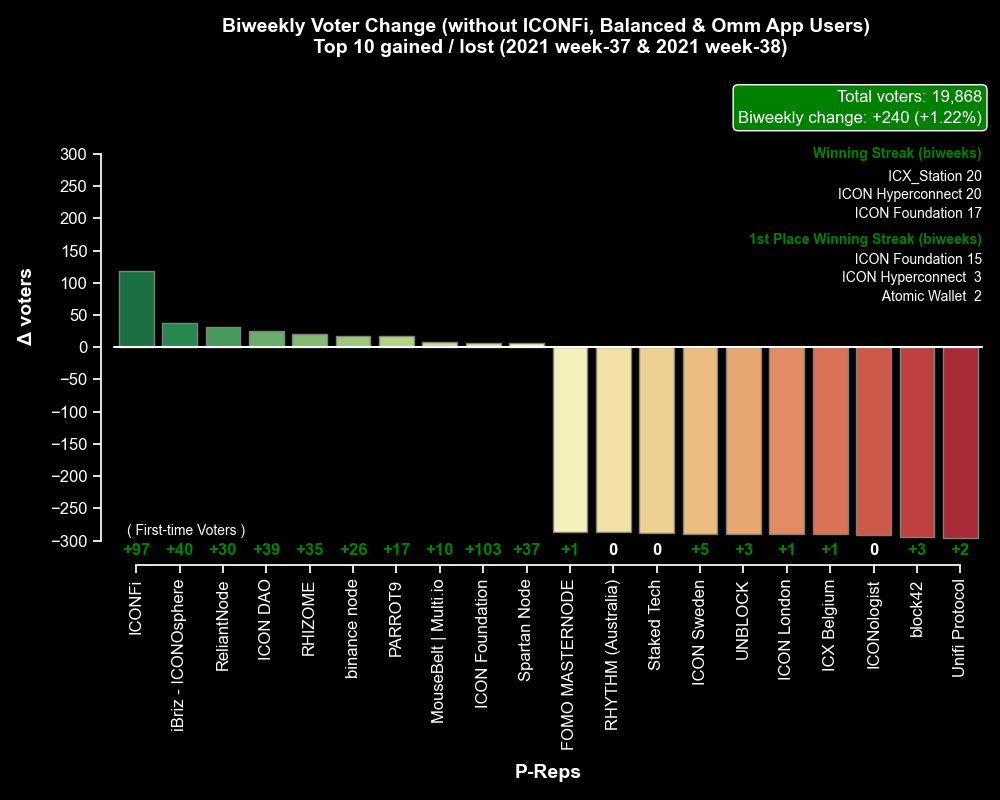 Biweekly Voter Change (without ICONFi, Balanced & Omm App Users)
Top 10 gained / lost (2021 week-37 & 2021 week-38)
Total voters: 19,868
Biweekly change: +240 (+1.22%)
Winning Streak (biweeks)
ICX_Station 20
ICON Hyperconnect 20
ICON Foundation 17
1st Place Winning Streak (biweeks)
ICON Foundation 15
ICON Hyperconnect 3
Atomic Wallet 2
Δ voters
300
250
200
150
100
50
0
−50
−100
−150
−200
−250
−300
( First-time Voters )
+97 +40 +30 +39 +35 +26 +17 +10 +103 +37 +1 0 0 +5 +3 +1 +1 0 +3 +2
ICONFi
iBriz - ICONOsphere
ReliantNode
ICON DAO
RHIZOME
binance node
PARROT9
MouseBelt | Multi.io
ICON Foundation
Spartan Node
FOMO MASTERNODE
RHYTHM (Australia)
Staked Tech
ICON Sweden
UNBLOCK
ICON London
ICX Belgium
ICONologist
block42
Unifi Protocol
P-Reps